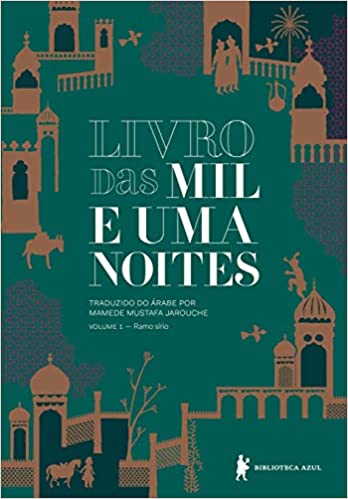 LIVRO
DAS MIL
E UMA
NOITES
TRADUZIDO DO ÁRABE POR
MAMEDE MUSTAFA JAROUCHE
VOLUME 1 — Ramo sírio
BIBLIOTECA AZUL